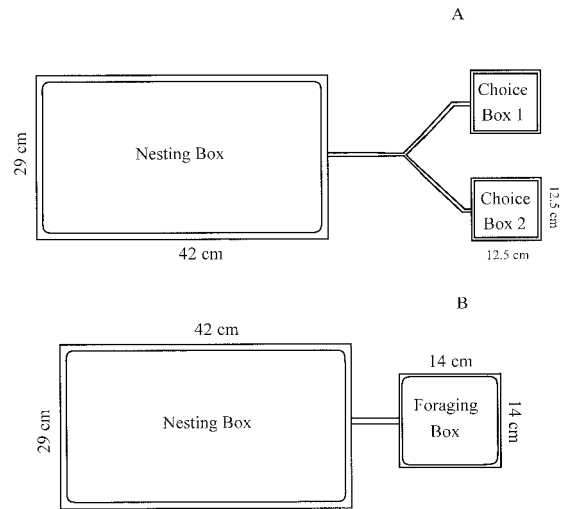 A
Choice
Box 1
Nesting Box
29 cm
Choice
Box 2
12.5 cm
12.5 cm
42 cm
B
42 cm
14 cm
Foraging
Box
Nesting Box
29 cm
14 cm